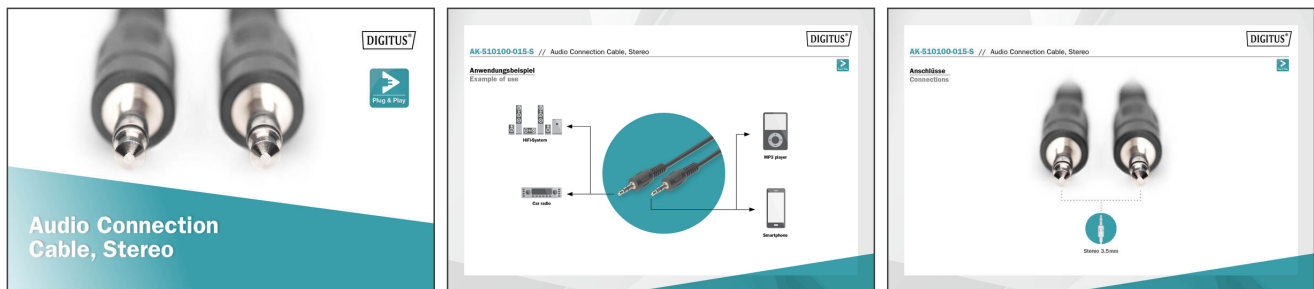 DIGITUS®
Plug & Play
Audio Connection
Cable, Stereo
DIGITUS®
AK-510100-015-S // Audio Connection Cable, Stereo
Anwendungsbeispiel
Example of use
HiFi-System
MP3 player
Car radio
Smartphone
DIGITUS®
AK-510100-015-S // Audio Connection Cable, Stereo
Anschlüsse
Connections
Stereo 3.5mm